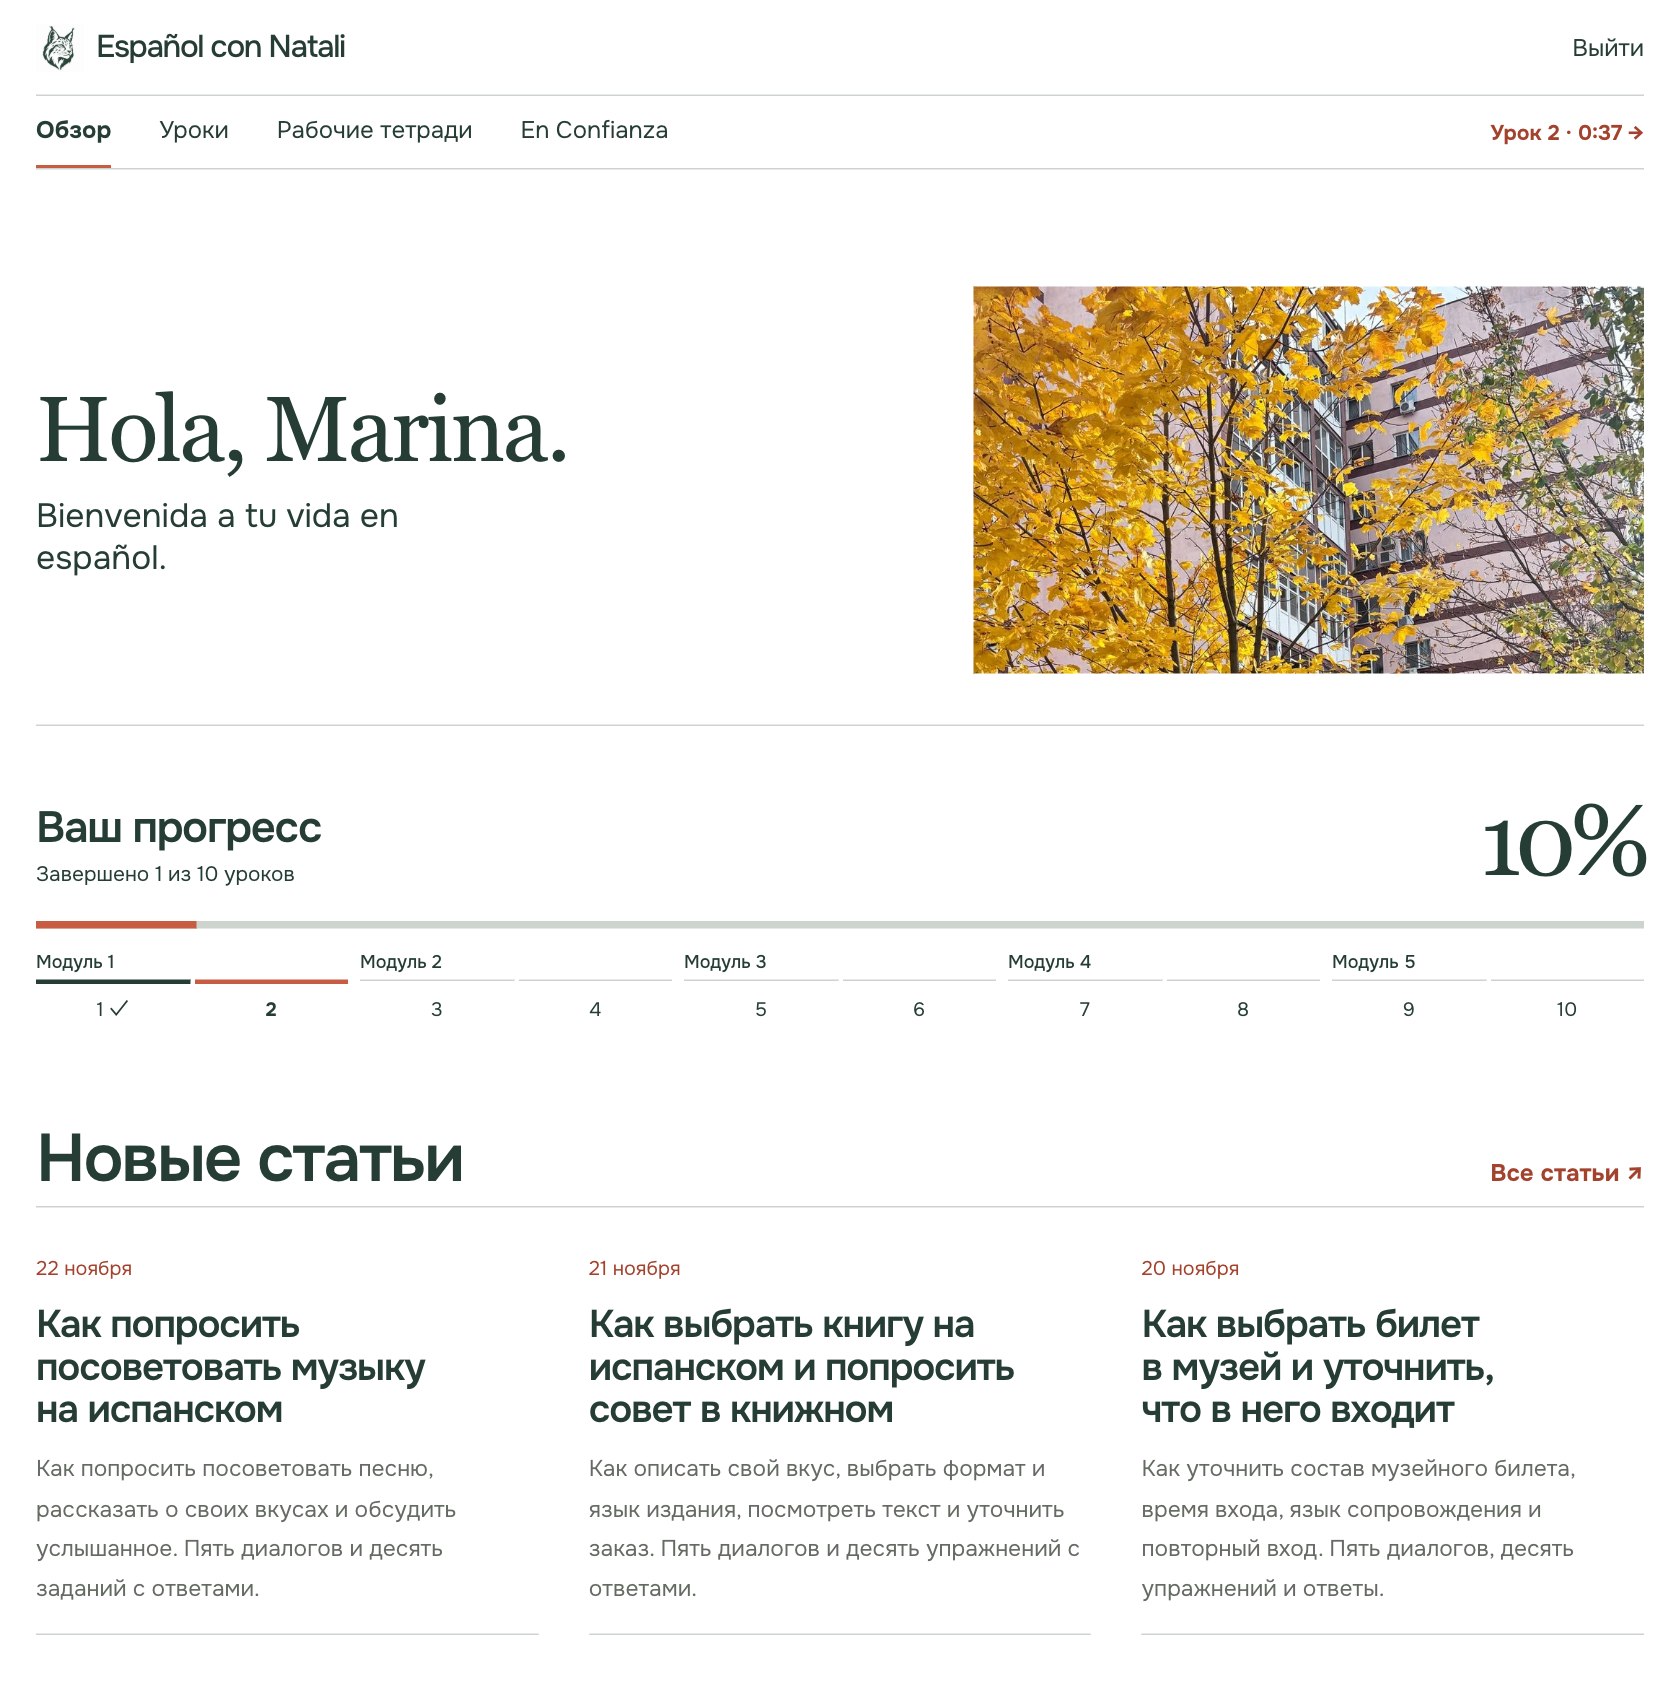 Español con Natali
Выйти
Обзор
Уроки
Рабочие тетради
En Confianza
Урок 2 · 0:37 →
Hola, Marina.
Bienvenida a tu vida en
español.
Ваш прогресс
Завершено 1 из 10 уроков
10%
Модуль 1
Модуль 2
Модуль 3
Модуль 4
Модуль 5
1 ✓
2
3
4
5
6
7
8
9
10
Новые статьи
Все статьи ↗
22 ноября
Как попросить
посоветовать музыку
на испанском
Как попросить посоветовать песню,
рассказать о своих вкусах и обсудить
услышанное. Пять диалогов и десять
заданий с ответами.
21 ноября
Как выбрать книгу на
испанском и попросить
совет в книжном
Как описать свой вкус, выбрать формат и
язык издания, посмотреть текст и уточнить
заказ. Пять диалогов и десять упражнений с
ответами.
20 ноября
Как выбрать билет
в музей и уточнить,
что в него входит
Как уточнить состав музейного билета,
время входа, язык сопровождения и
повторный вход. Пять диалогов, десять
упражнений и ответы.